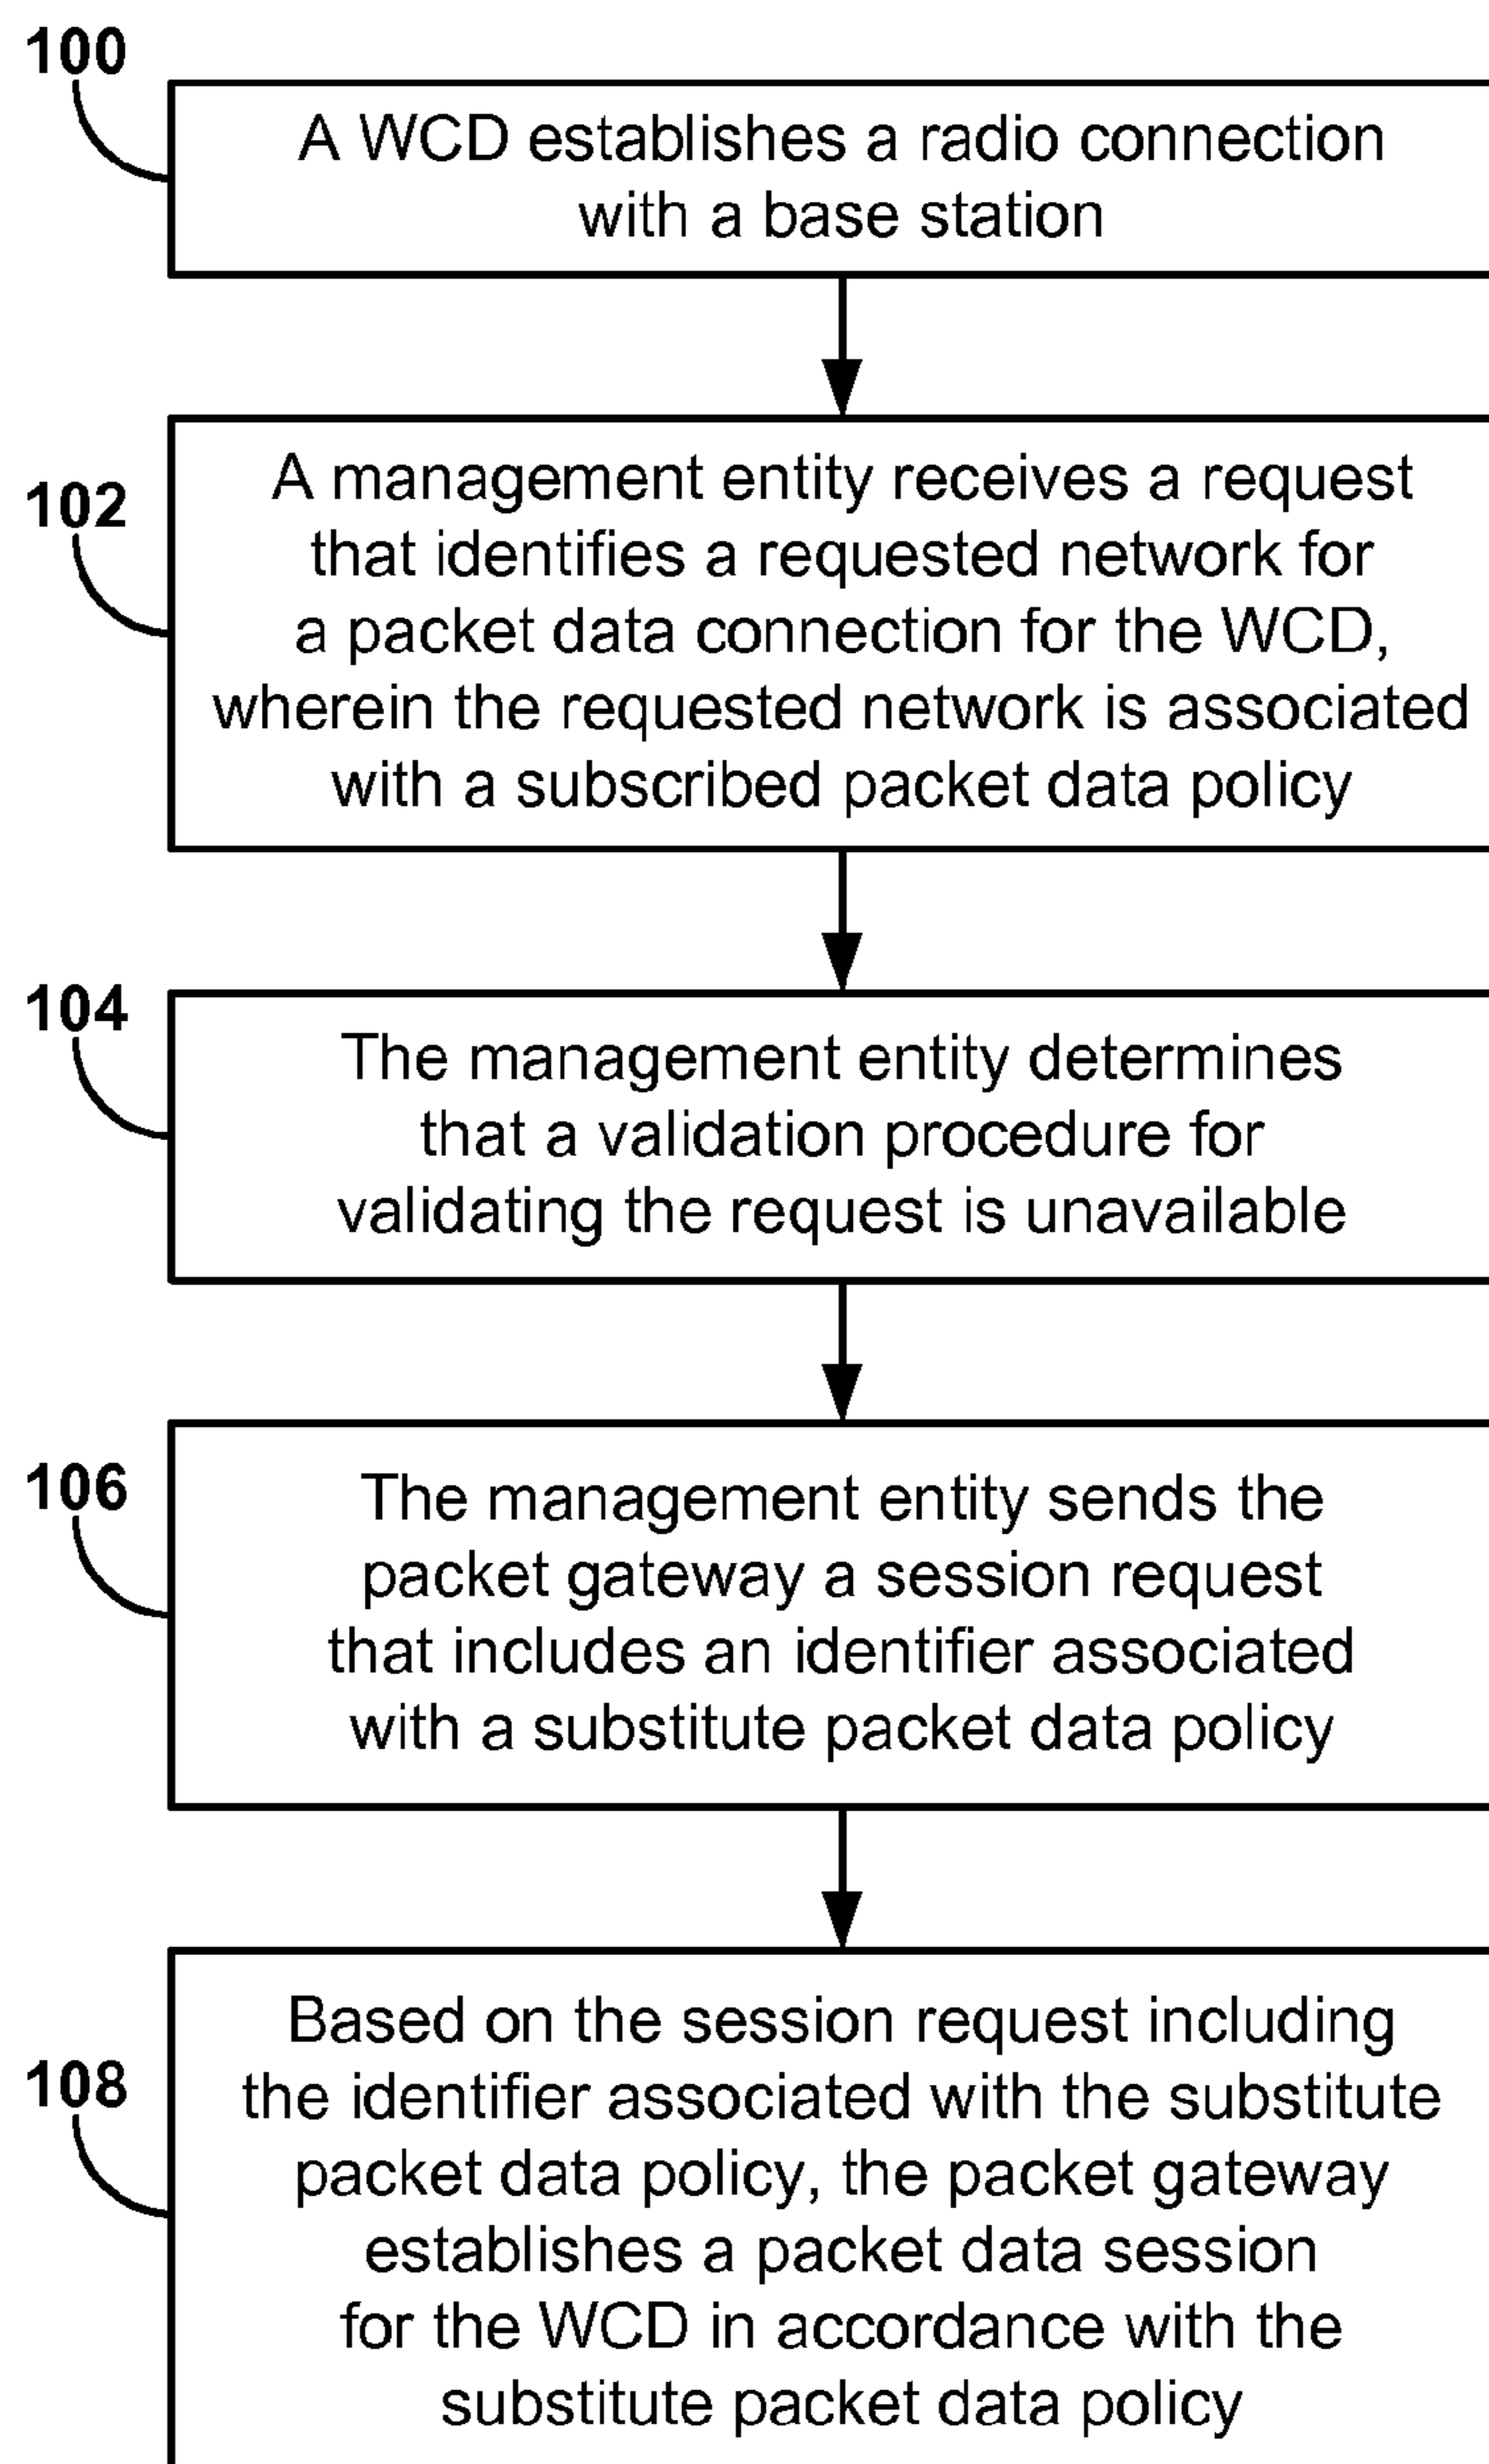 100
A WCD establishes a radio connection
with a base station
102
A management entity receives a request
that identifies a requested network for
a packet data connection for the WCD,
wherein the requested network is associated
with a subscribed packet data policy
104
The management entity determines
that a validation procedure for
validating the request is unavailable
106
The management entity sends the
packet gateway a session request
that includes an identifier associated
with a substitute packet data policy
108
Based on the session request including
the identifier associated with the substitute
packet data policy, the packet gateway
establishes a packet data session
for the WCD in accordance with the
substitute packet data policy